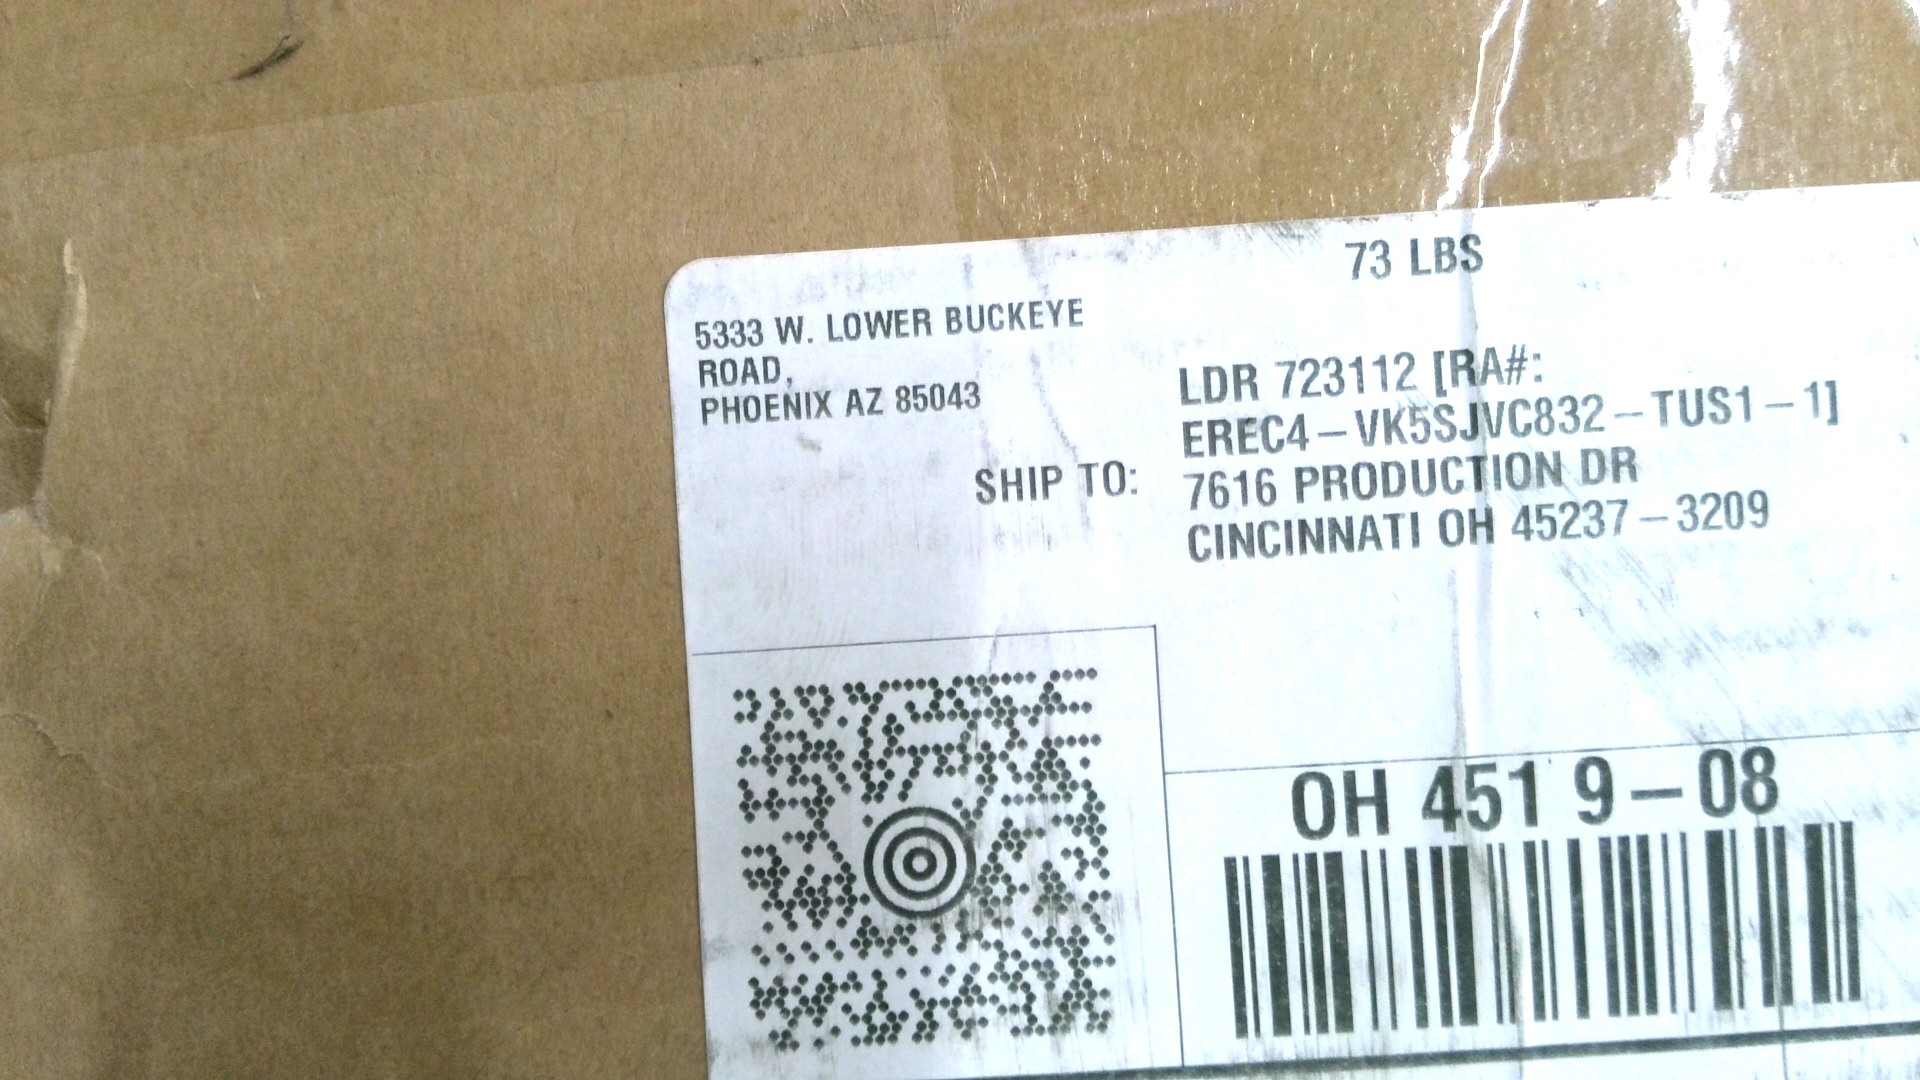 73 LBS
5333 W. LOWER BUCKEYE
ROAD,
PHOENIX AZ 85043
SHIP TO:
LDR 723112 [RA#:
EREC4-VK5SJVC832-TUS1-1]
7616 PRODUCTION DR
CINCINNATI OH 45237-3209
OH 451 9-08